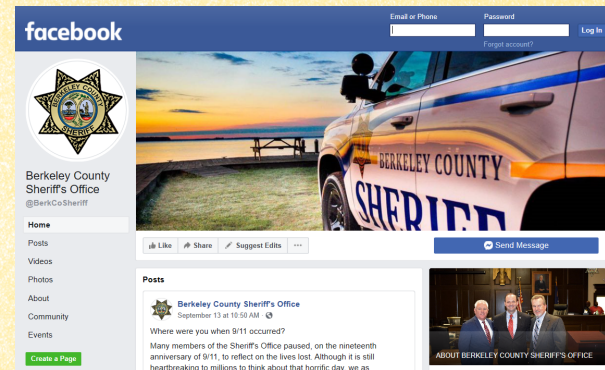 Email or Phone
Password
facebook
Log In
Forgot account?
BERKELEY COUNTY
SHERIFF
BERKELEY COUNTY
SHERIFF
Berkeley County
Sheriff's Office
@BerkCoSheriff
Home
Posts
Videos
Photos
About
Community
Events
Create a Page
Like
Share
Suggest Edits
Send Message
Posts
Berkeley County Sheriff's Office
September 13 at 10:50 AM ·
Where were you when 9/11 occurred?
Many members of the Sheriff's Office paused, on the nineteenth
anniversary of 9/11, to reflect on the lives lost. Although it is still
heartbreaking to millions to think about that horrific day, we as
ABOUT BERKELEY COUNTY SHERIFF'S OFFICE